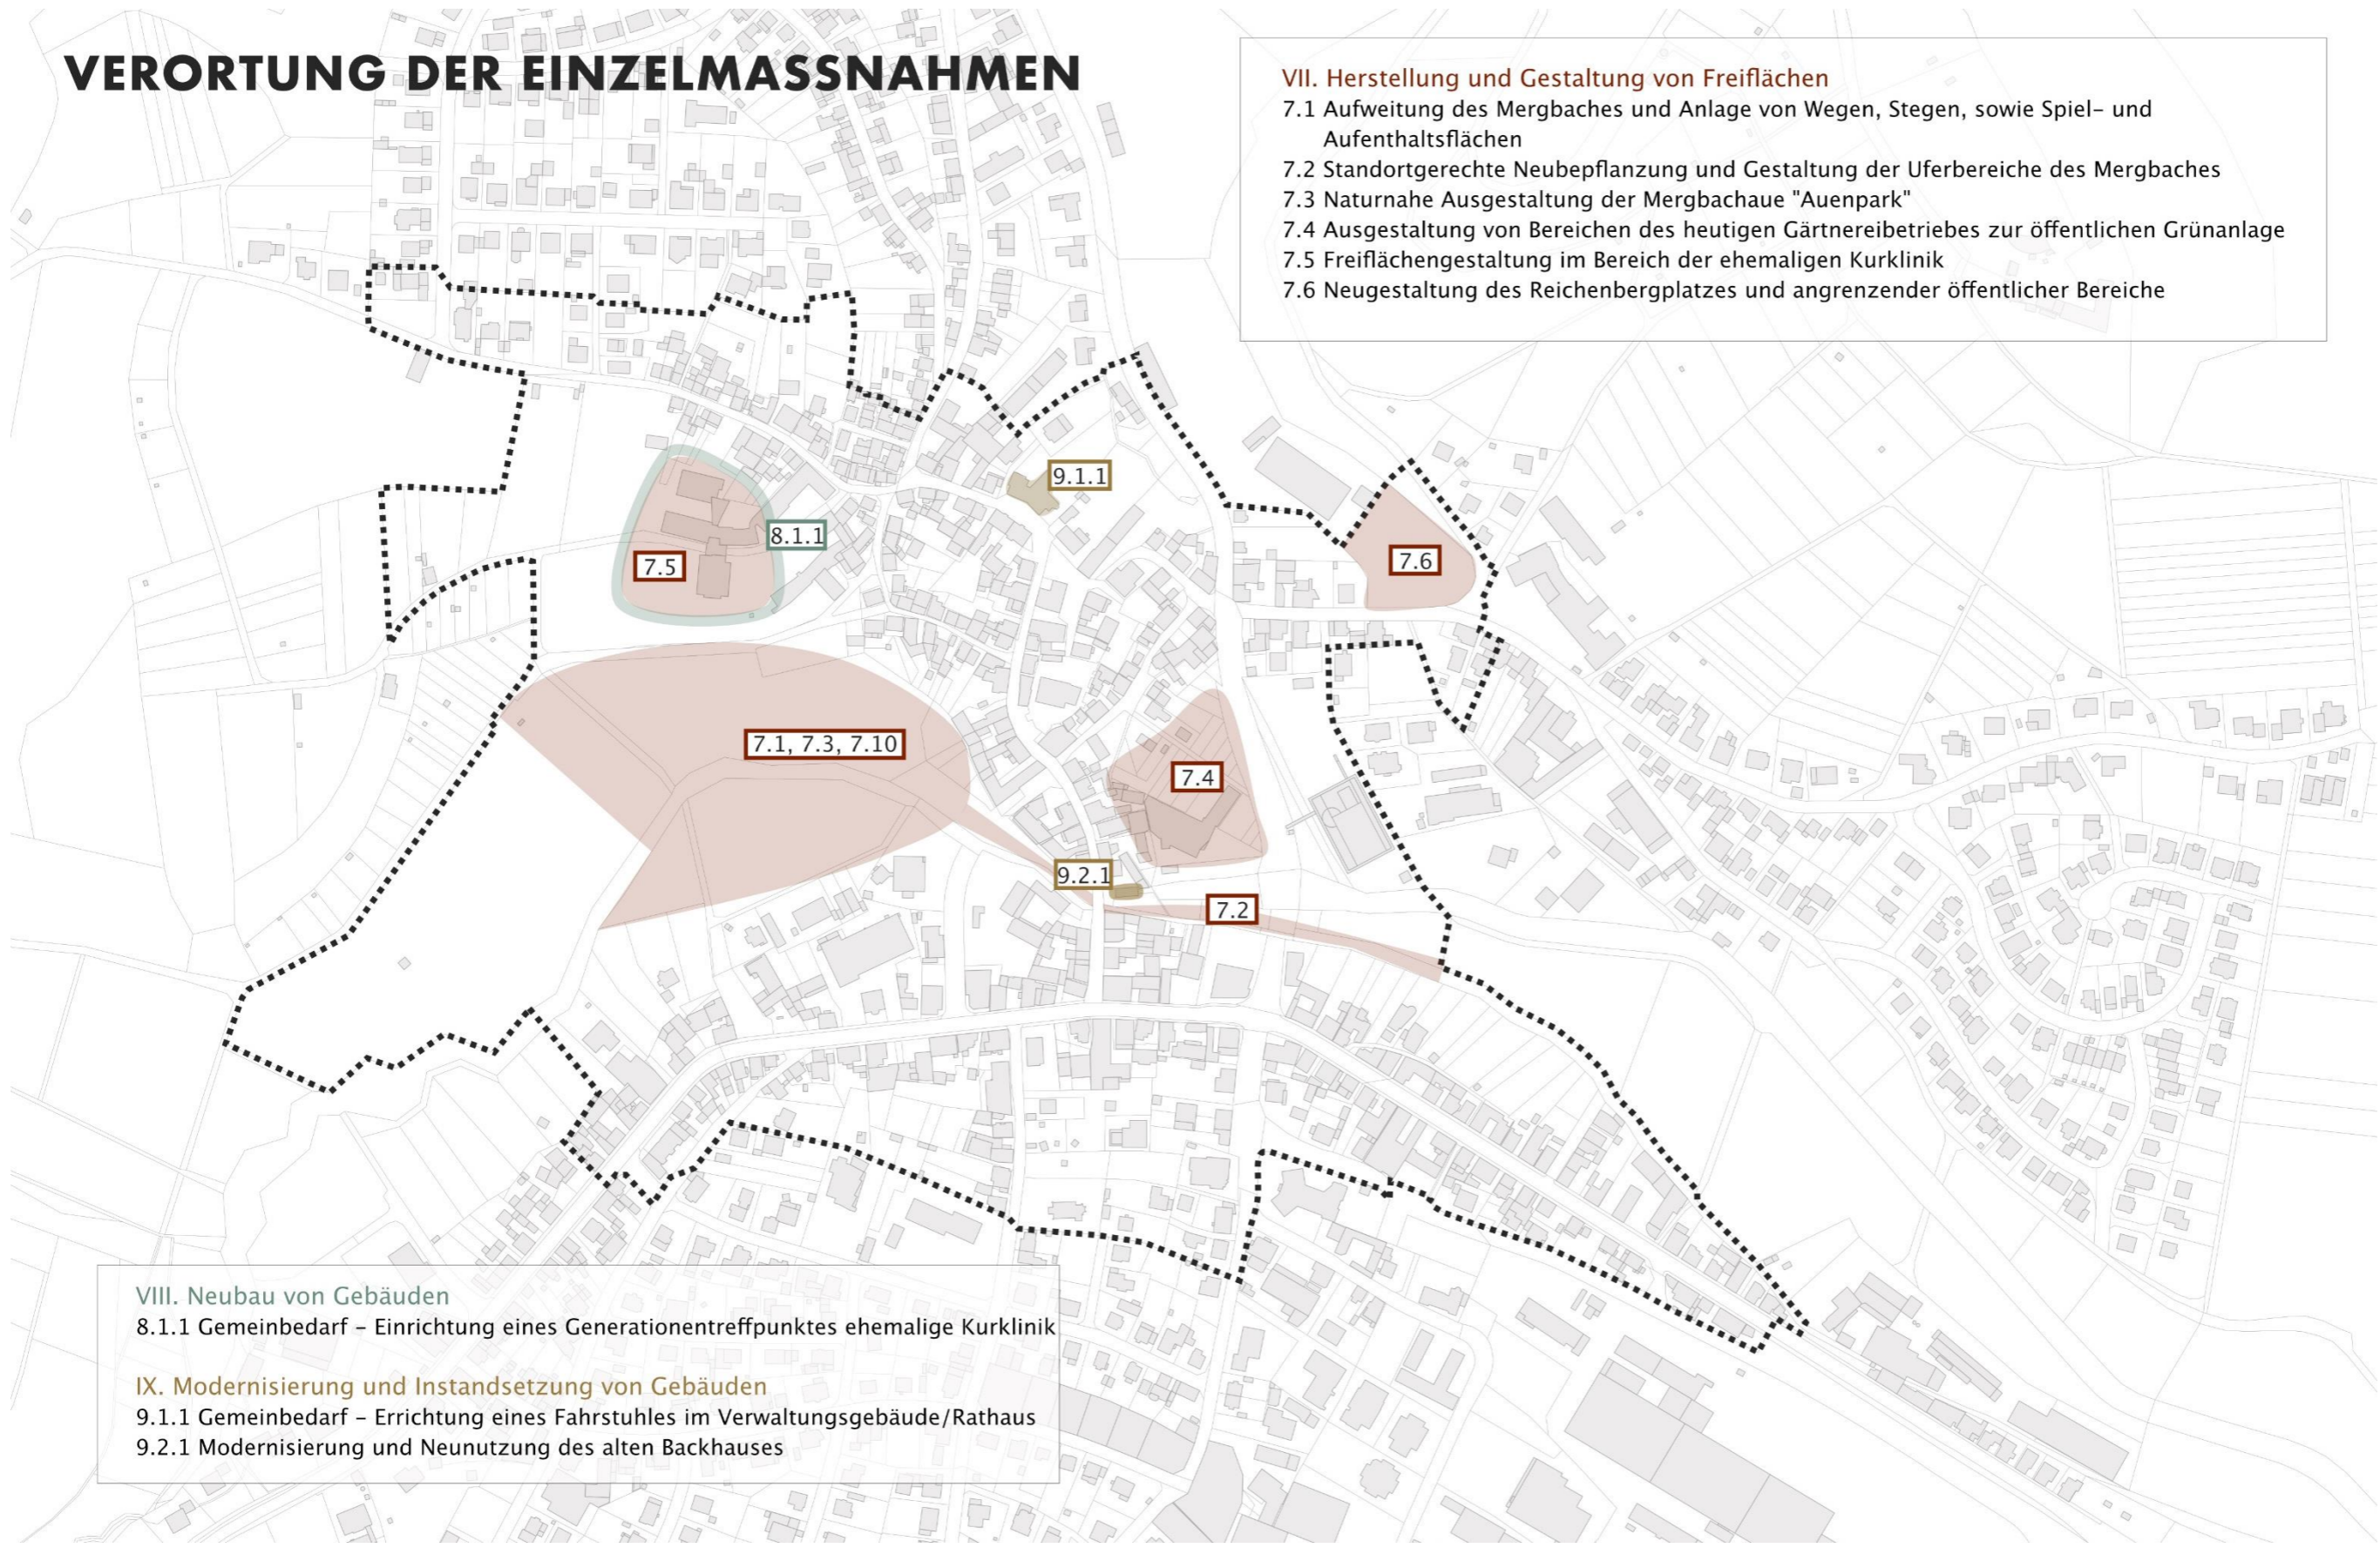 VERORTUNG DER EINZELMASSNAHMEN
VII. Herstellung und Gestaltung von Freiflächen
7.1 Aufweitung des Mergbaches und Anlage von Wegen, Stegen, sowie Spiel- und
Aufenthaltsflächen
7.2 Standortgerechte Neubepflanzung und Gestaltung der Uferbereiche des Mergbaches
7.3 Naturnahe Ausgestaltung der Mergbachaue "Auenpark"
7.4 Ausgestaltung von Bereichen des heutigen Gärtnereibetriebes zur öffentlichen Grünanlage
7.5 Freiflächengestaltung im Bereich der ehemaligen Kurklinik
7.6 Neugestaltung des Reichenbergplatzes und angrenzender öffentlicher Bereiche
9.1.1
8.1.1
7.5
7.6
7.1, 7.3, 7.10
7.4
9.2.1
7.2
VIII. Neubau von Gebäuden
8.1.1 Gemeinbedarf – Einrichtung eines Generationentreffpunktes ehemalige Kurklinik
IX. Modernisierung und Instandsetzung von Gebäuden
9.1.1 Gemeinbedarf – Errichtung eines Fahrstuhles im Verwaltungsgebäude/Rathaus
9.2.1 Modernisierung und Neunutzung des alten Backhauses